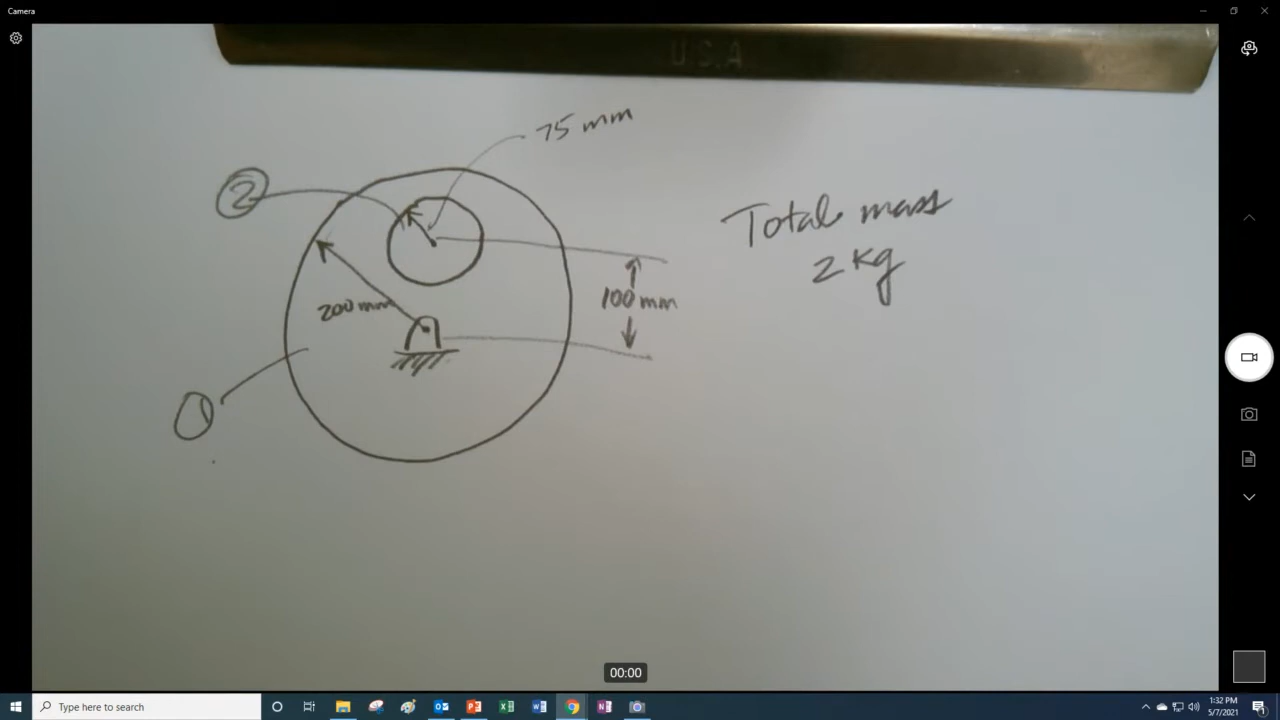 Camera
U.S.A
75 mm
2
Total mass
2 kg
200 mm
100 mm
1
00:00
Type here to search
1:32 PM
5/7/2021